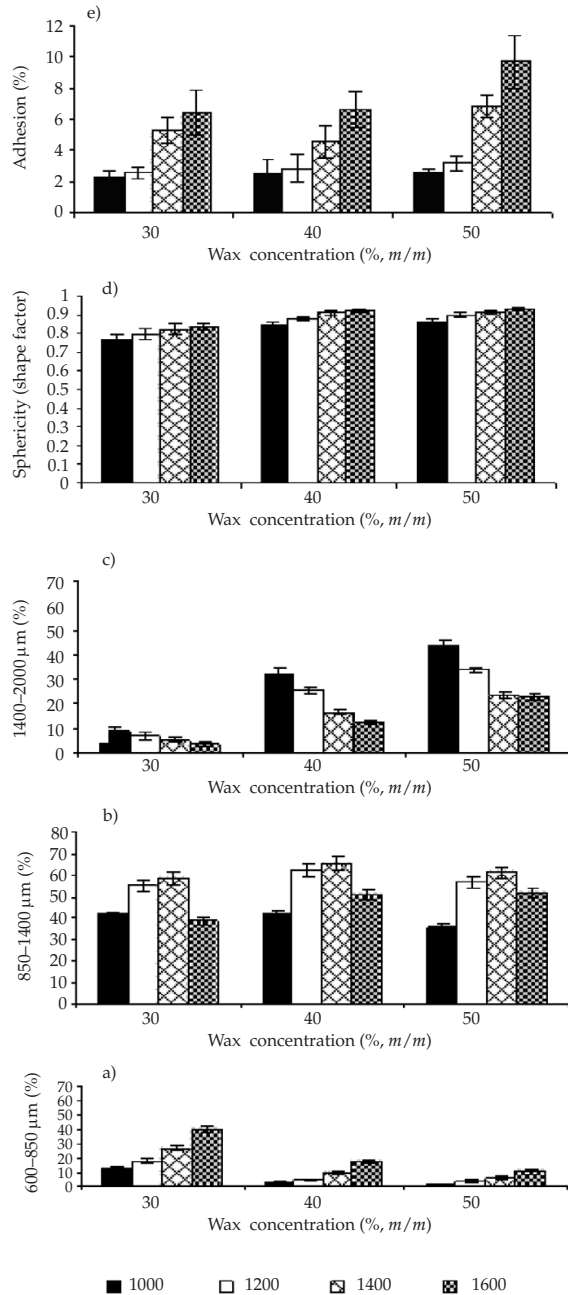 e)
12
10
8
6
4
2
0
Adhesion (%)
30 40 50
Wax concentration (%, m/m)
d)
1
0.9
0.8
0.7
0.6
0.5
0.4
0.3
0.2
0.1
0
Sphericity (shape factor)
30 40 50
Wax concentration (%, m/m)
c)
70
60
50
40
30
20
10
0
1400–2000 µm (%)
30 40 50
Wax concentration (%, m/m)
b)
80
70
60
50
40
30
20
10
0
850–1400 µm (%)
30 40 50
Wax concentration (%, m/m)
a)
70
60
50
40
30
20
10
0
600–850 µm (%)
30 40 50
Wax concentration (%, m/m)
1000 1200 1400 1600